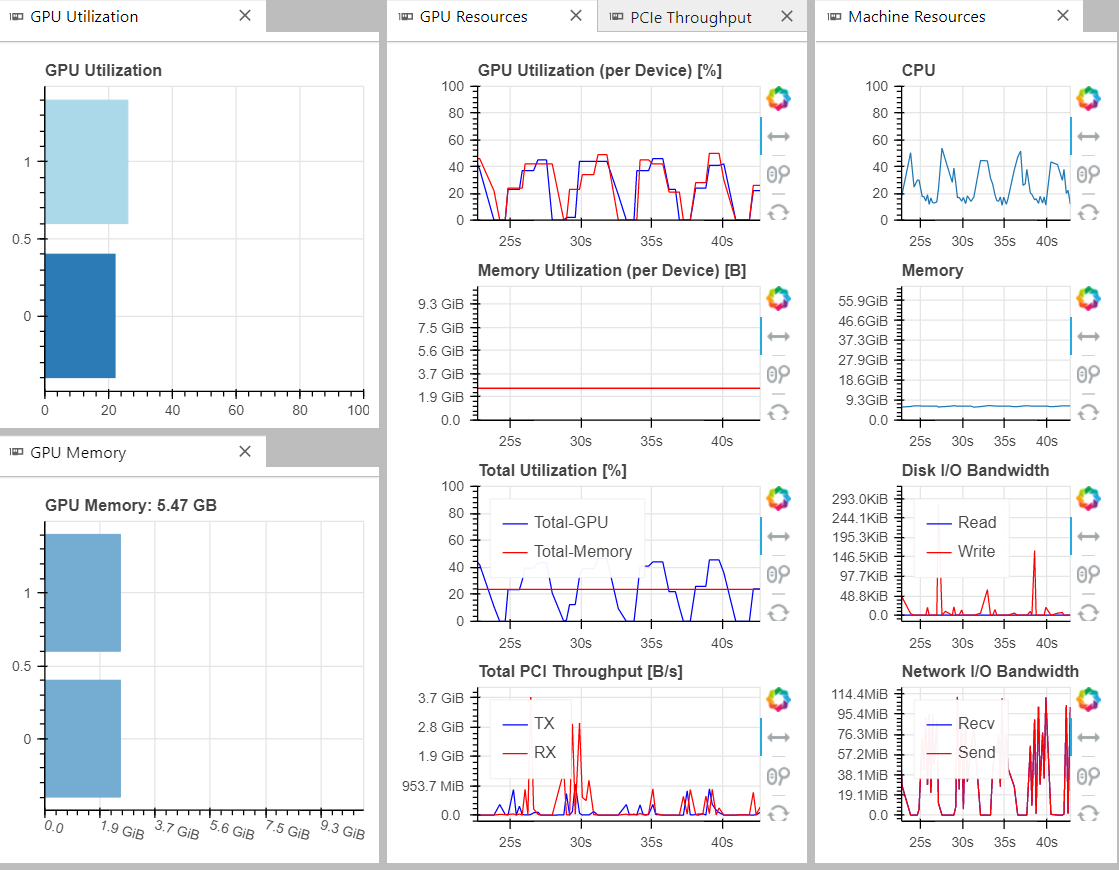 GPU Utilization
GPU Utilization
1
0.5
0
0 20 40 60 80 100
GPU Memory
GPU Memory: 5.47 GB
1
0.5
0
0.0 1.9 GiB 3.7 GiB 5.6 GiB 7.5 GiB 9.3 GiB
GPU Resources PCIe Throughput
GPU Utilization (per Device) [%]
100
80
60
40
20
0
25s 30s 35s 40s
Memory Utilization (per Device) [B]
9.3 GiB
7.5 GiB
5.6 GiB
3.7 GiB
1.9 GiB
0.0
25s 30s 35s 40s
Total Utilization [%]
100
80
60
40
20
0
Total-GPU
Total-Memory
25s 30s 35s 40s
Total PCI Throughput [B/s]
3.7 GiB
2.8 GiB
1.9 GiB
953.7 MiB
0.0
TX
RX
25s 30s 35s 40s
Machine Resources
CPU
100
80
60
40
20
0
25s 30s 35s 40s
Memory
55.9GiB
46.6GiB
37.3GiB
27.9GiB
18.6GiB
9.3GiB
0.0
25s 30s 35s 40s
Disk I/O Bandwidth
293.0KiB
244.1KiB
195.3KiB
146.5KiB
97.7KiB
48.8KiB
0.0
Read
Write
25s 30s 35s 40s
Network I/O Bandwidth
114.4MiB
95.4MiB
76.3MiB
57.2MiB
38.1MiB
19.1MiB
0.0
Recv
Send
25s 30s 35s 40s